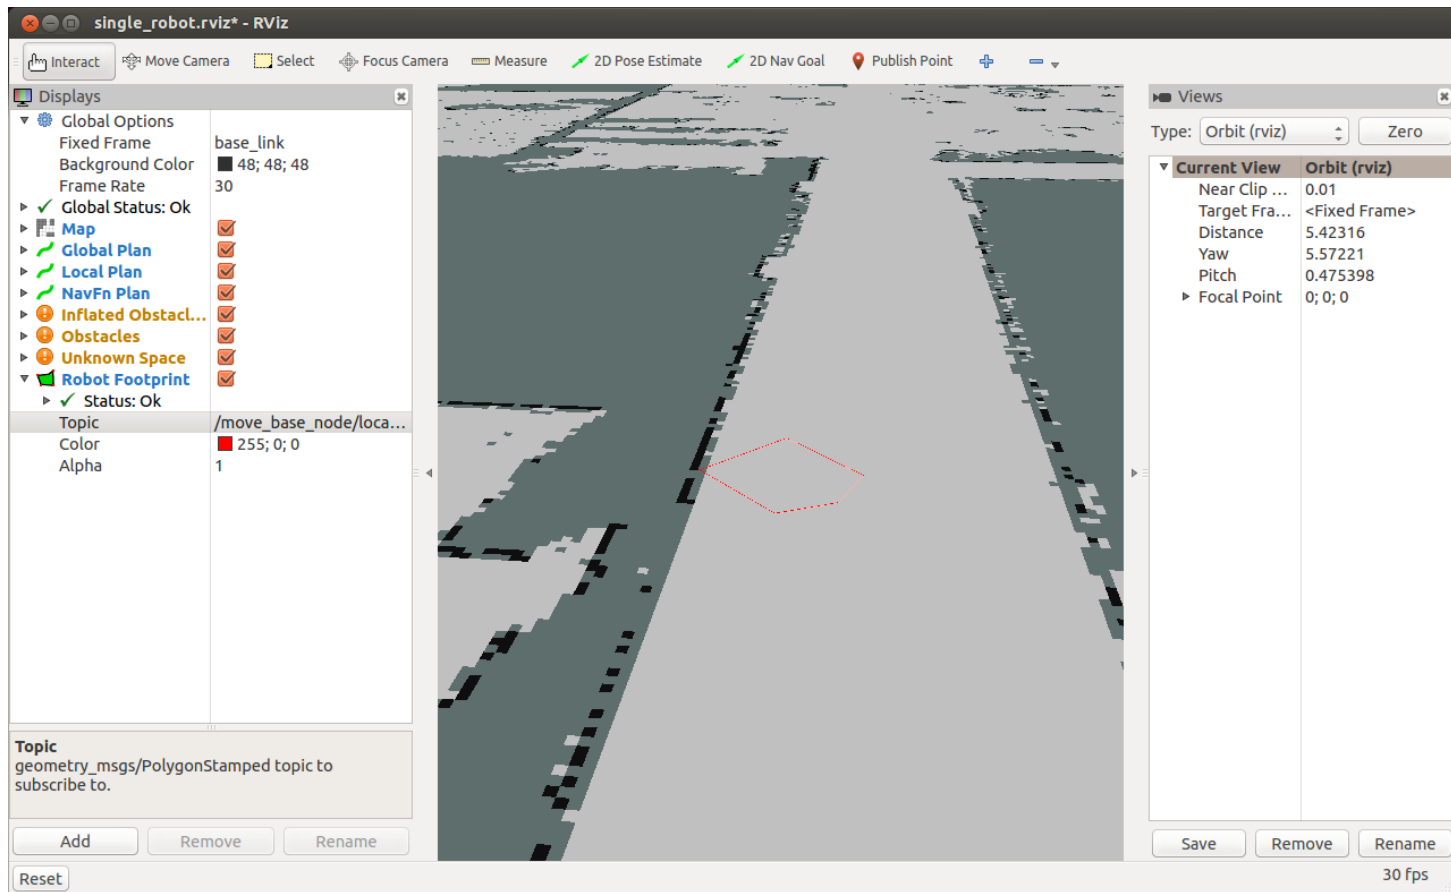 single_robot.rviz* - RViz
Interact Move Camera Select Focus Camera Measure 2D Pose Estimate 2D Nav Goal Publish Point
Displays
Global Options
Fixed Frame base_link
Background Color 48; 48; 48
Frame Rate 30
Global Status: Ok
Map
Global Plan
Local Plan
NavFn Plan
Inflated Obstacl...
Obstacles
Unknown Space
Robot Footprint
Status: Ok
Topic /move_base_node/loca...
Color 255; 0; 0
Alpha 1
Topic
geometry_msgs/PolygonStamped topic to
subscribe to.
Add Remove Rename
Reset
Views
Type: Orbit (rviz) Zero
Current View Orbit (rviz)
Near Clip ... 0.01
Target Fra... <Fixed Frame>
Distance 5.42316
Yaw 5.57221
Pitch 0.475398
Focal Point 0; 0; 0
Save Remove Rename
30 fps